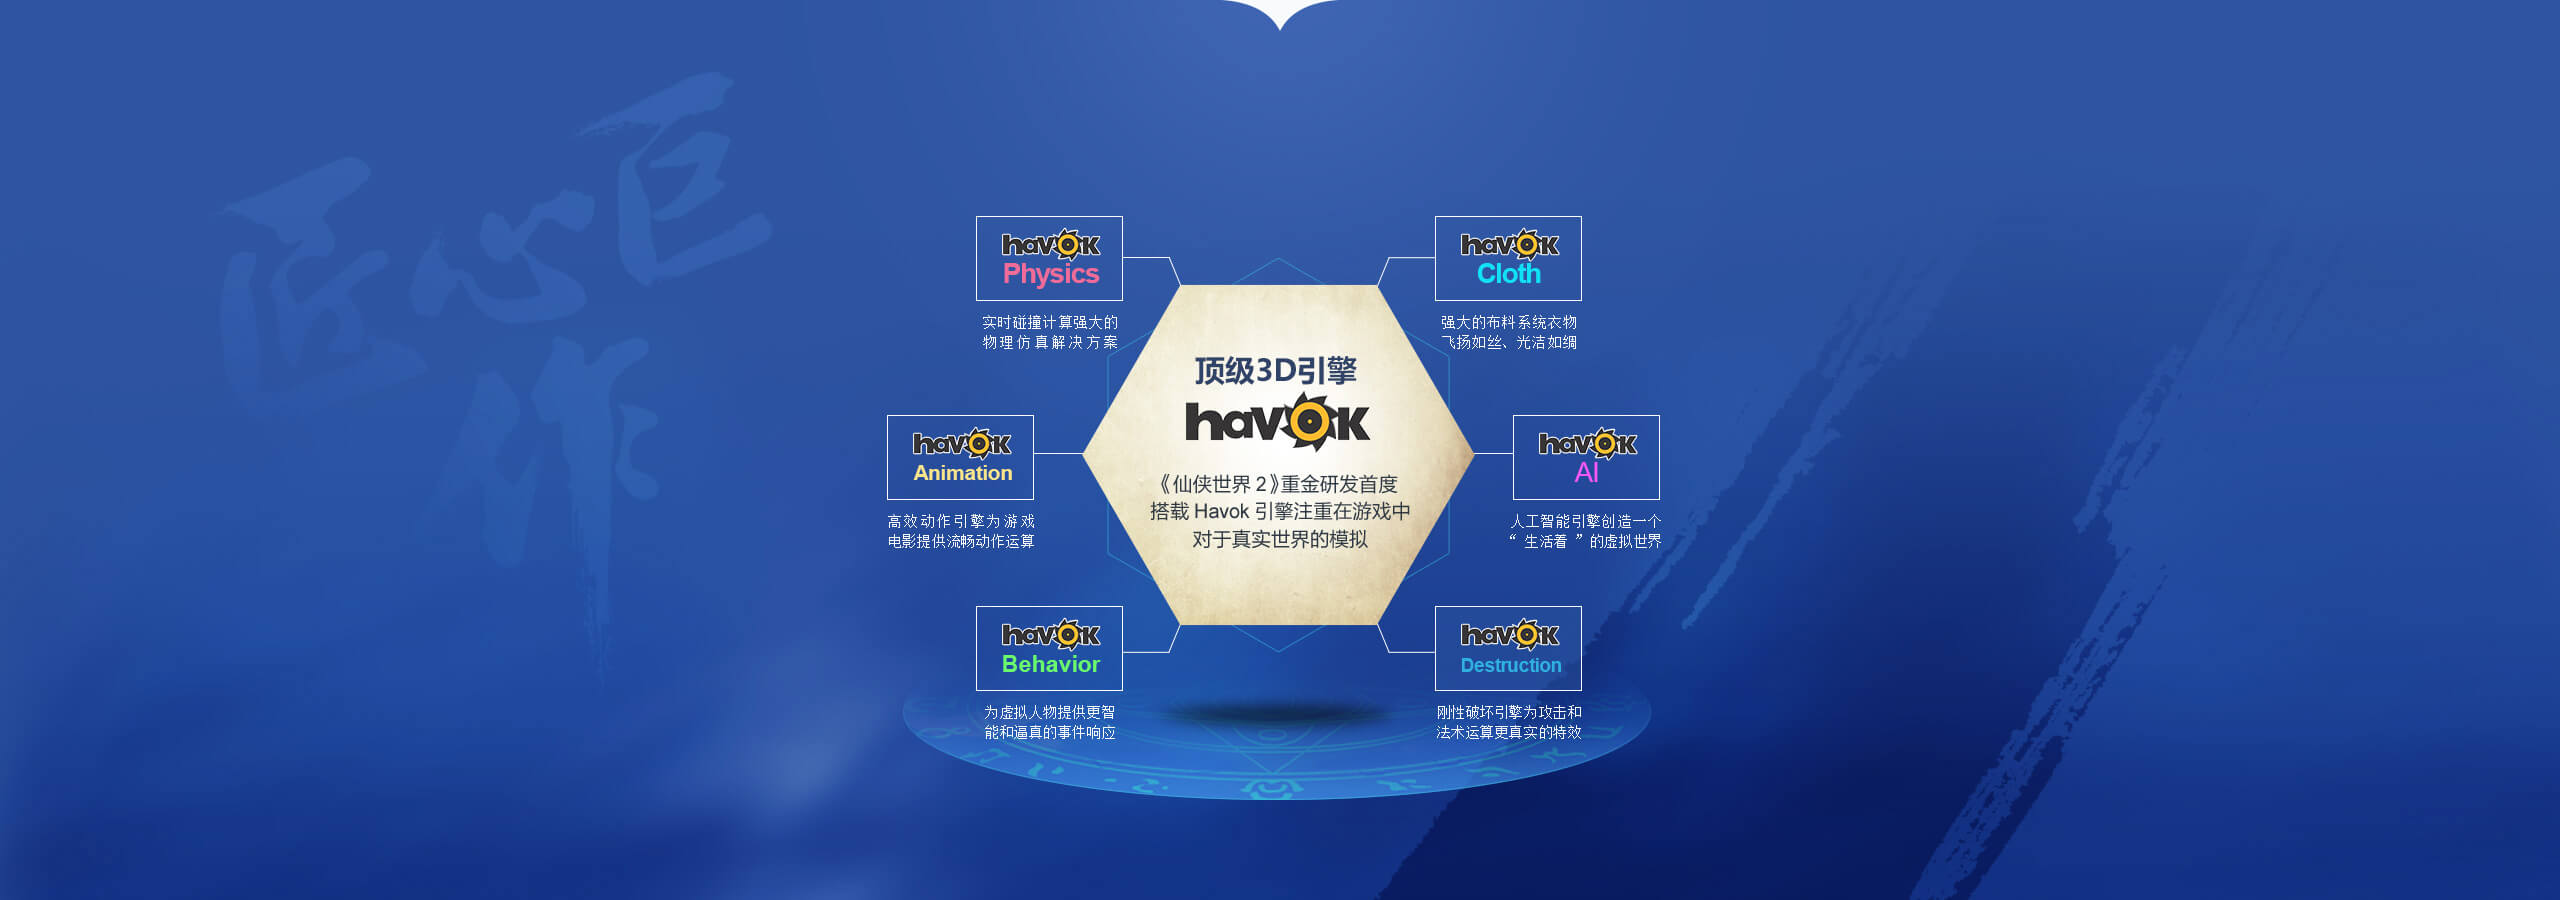 匠心巨
作
havok
Physics
实时碰撞计算强大的
物理仿真解决方案
havok
Cloth
强大的布料系统衣物
飞扬如丝、光洁如绸
顶级3D引擎
havok
《仙侠世界2》重金研发首度
搭载 Havok 引擎注重在游戏中
对于真实世界的模拟
havok
Animation
高效动作引擎为游戏
电影提供流畅动作运算
havok
AI
人工智能引擎创造一个
“生活着”的虚拟世界
havok
Behavior
为虚拟人物提供更智
能和逼真的事件响应
havok
Destruction
刚性破坏引擎为攻击和
法术运算更真实的特效